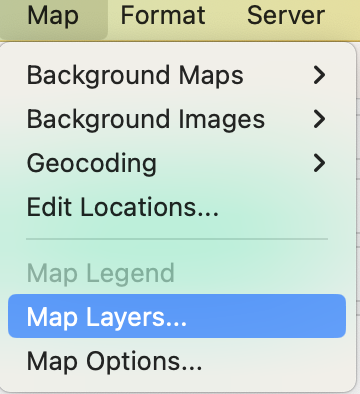 Map Format Server
Background Maps
Background Images
Geocoding
Edit Locations...
Map Legend
Map Layers...
Map Options...